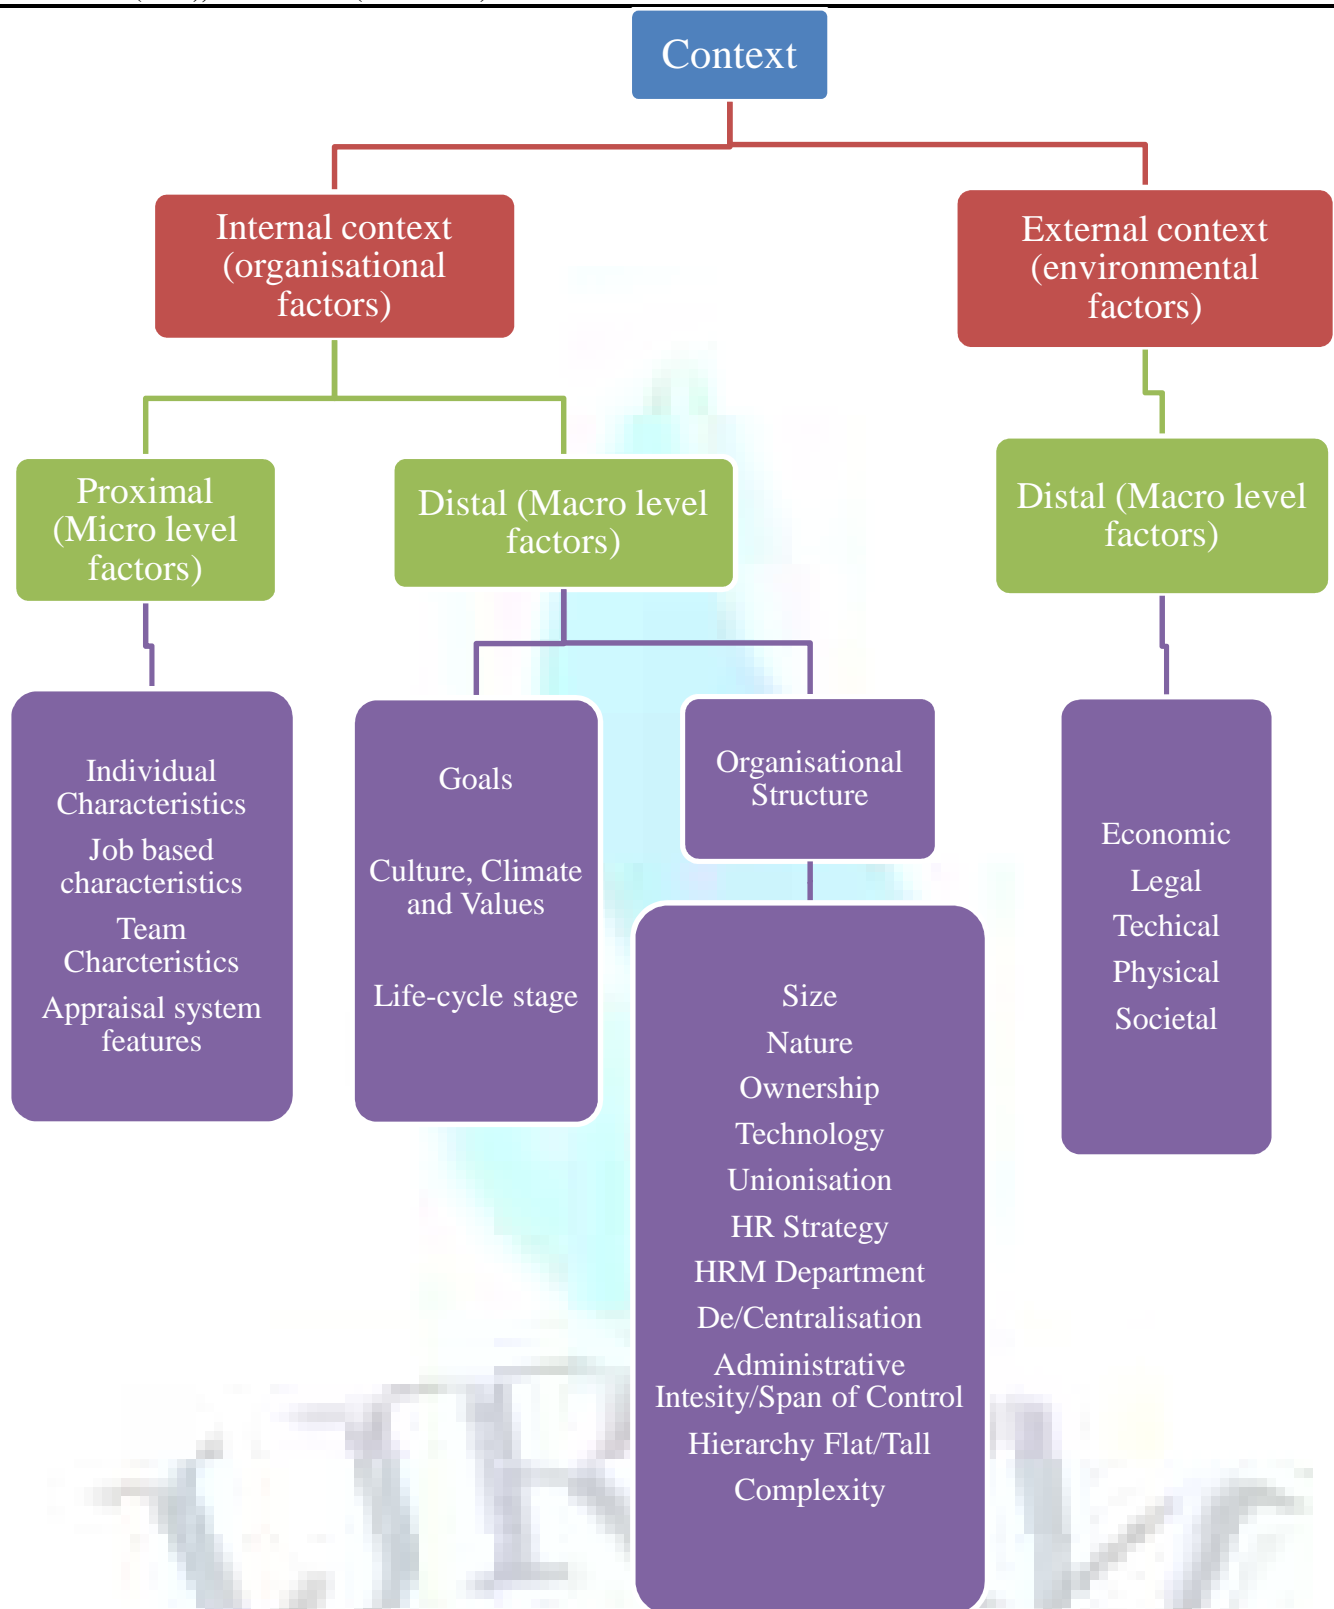 Context
Internal context
(organisational
factors)
External context
(environmental
factors)
Proximal
(Micro level
factors)
Distal (Macro level
factors)
Distal (Macro level
factors)
Individual
Characteristics
Job based
characteristics
Team
Charcteristics
Appraisal system
features
Goals
Culture, Climate
and Values
Life-cycle stage
Organisational
Structure
Size
Nature
Ownership
Technology
Unionisation
HR Strategy
HRM Department
De/Centralisation
Administrative
Intesity/Span of Control
Hierarchy Flat/Tall
Complexity
Economic
Legal
Techical
Physical
Societal